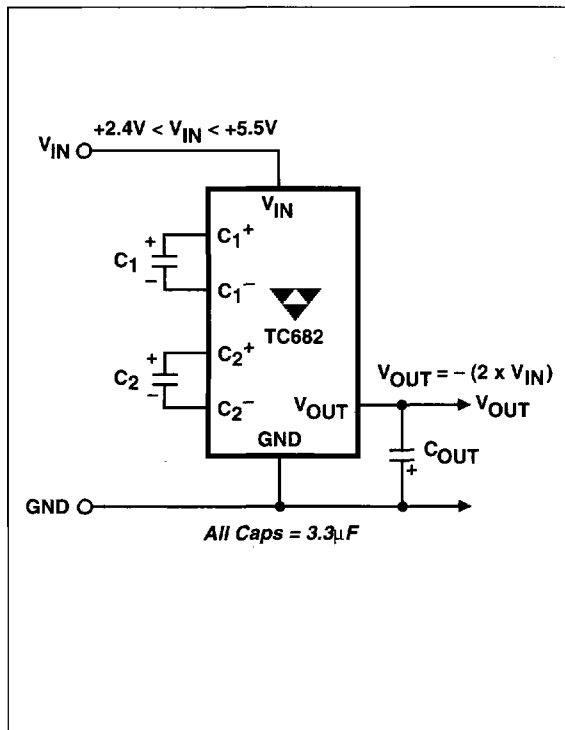 +2.4V < VIN < +5.5V
VIN
VIN
C1+
C1
C1−
TC682
C2+
C2
C2−
VOUT = − (2 x VIN)
VOUT
VOUT
GND
COUT
GND
All Caps = 3.3µF
+
−
+
−
+